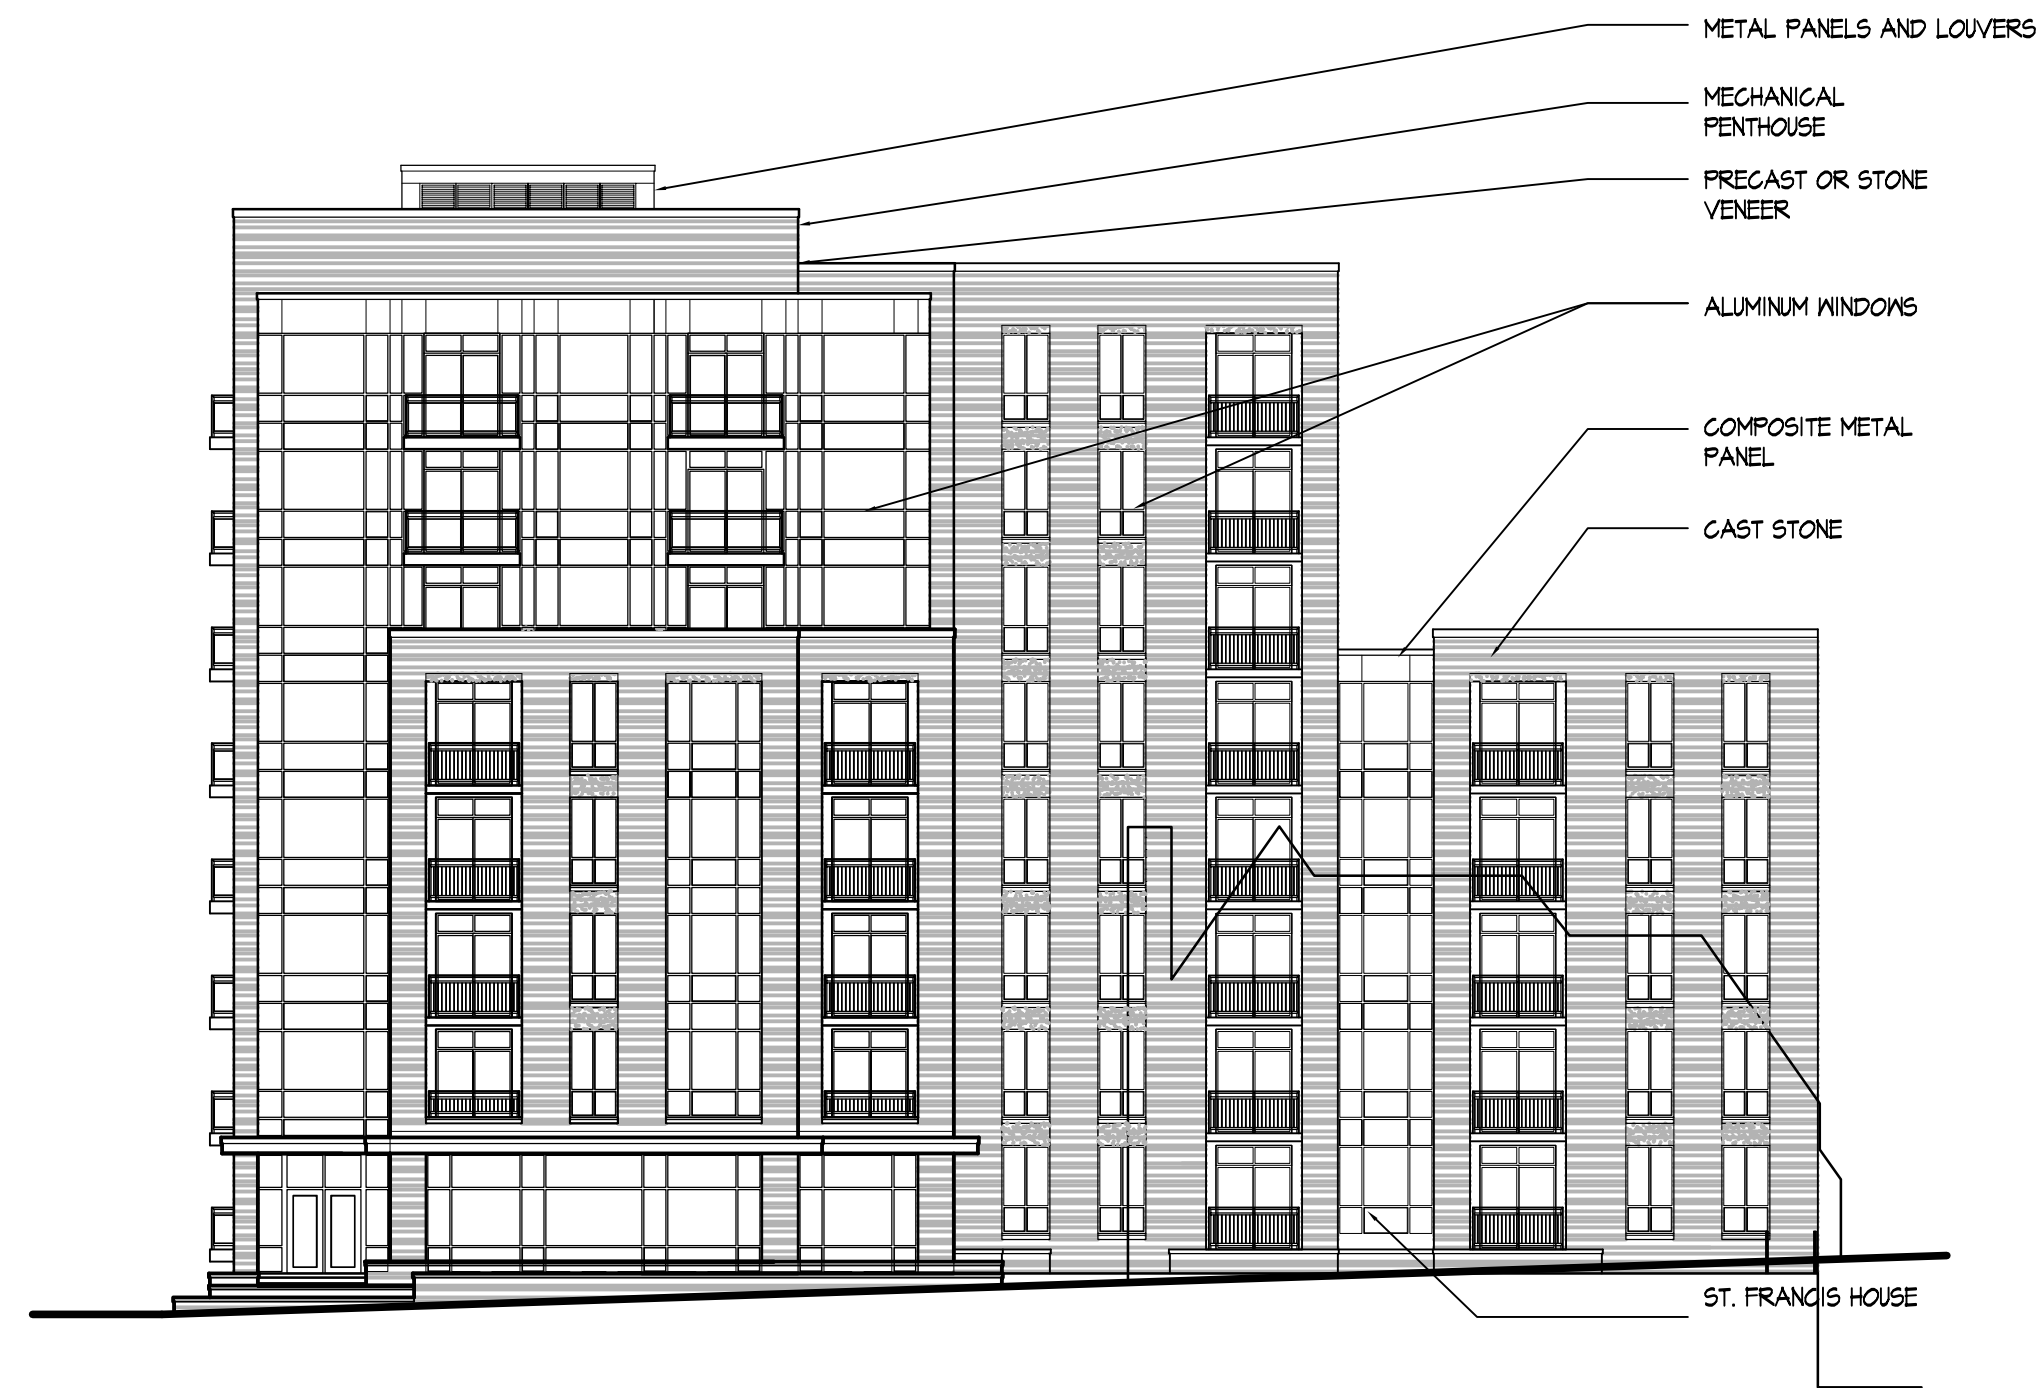 METAL PANELS AND LOUVERS
MECHANICAL
PENTHOUSE
PRECAST OR STONE
VENEER
ALUMINUM WINDOWS
COMPOSITE METAL
PANEL
CAST STONE
ST. FRANCIS HOUSE